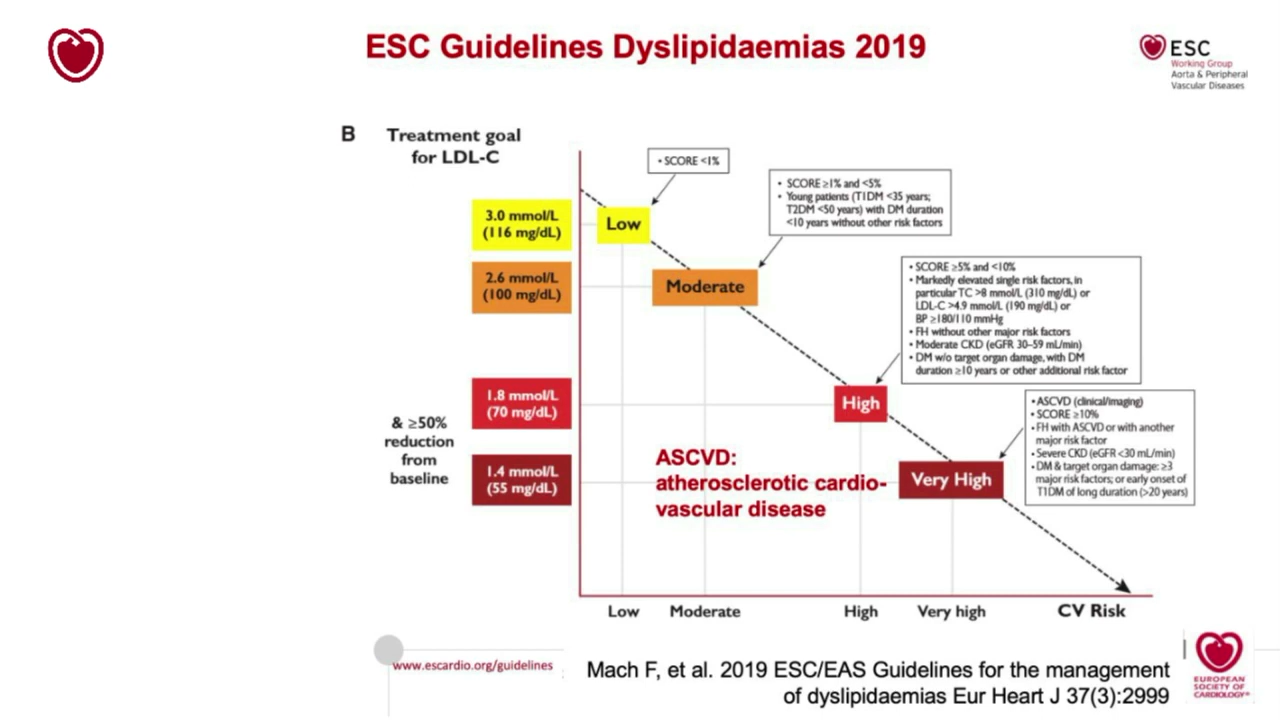 ESC Guidelines Dyslipidaemias 2019
ESC
Working Group
Aorta & Peripheral
Vascular Diseases
B
Treatment goal
for LDL-C
3.0 mmol/L
(116 mg/dL)
2.6 mmol/L
(100 mg/dL)
1.8 mmol/L
(70 mg/dL)
1.4 mmol/L
(55 mg/dL)
& ≥50%
reduction
from
baseline
• SCORE <1%
Low
• SCORE ≥1% and <5%
• Young patients (T1DM <35 years;
T2DM <50 years) with DM duration
<10 years without other risk factors
Moderate
• SCORE ≥5% and <10%
• Markedly elevated single risk factors, in
particular TC >8 mmol/L (310 mg/dL) or
LDL-C >4.9 mmol/L (190 mg/dL) or
BP ≥180/110 mmHg
• FH without other major risk factors
• Moderate CKD (eGFR 30–59 mL/min)
• DM w/o target organ damage, with DM
duration ≥10 years or other additional risk factor
High
• ASCVD (clinical/imaging)
• SCORE ≥10%
• FH with ASCVD or with another
major risk factor
• Severe CKD (eGFR <30 mL/min)
• DM & target organ damage: ≥3
major risk factors; or early onset of
T1DM of long duration (>20 years)
Very High
ASCVD:
atherosclerotic cardio-
vascular disease
Low
Moderate
High
Very high
CV Risk
www.escardio.org/guidelines
Mach F, et al. 2019 ESC/EAS Guidelines for the management
of dyslipidaemias Eur Heart J 37(3):2999
EUROPEAN
SOCIETY OF
CARDIOLOGY®